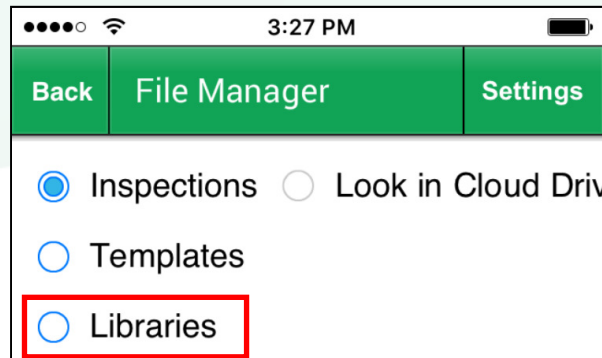 3:27 PM
Back File Manager Settings
Inspections Look in Cloud Driv
Templates
Libraries